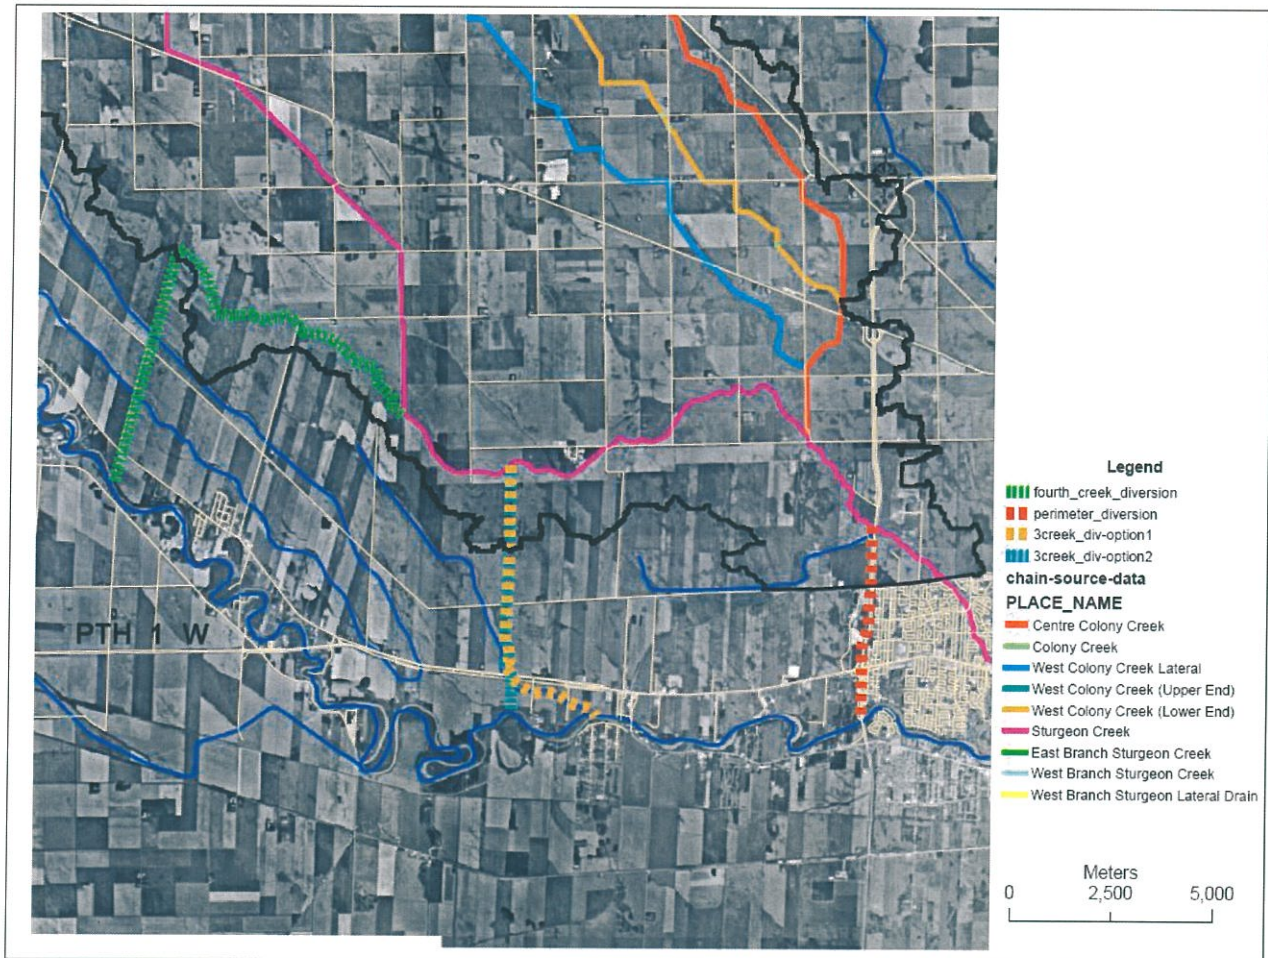 PTH 1 W
Legend
fourth_creek_diversion
perimeter_diversion
3creek_div-option1
3creek_div-option2
chain-source-data
PLACE_NAME
Centre Colony Creek
Colony Creek
West Colony Creek Lateral
West Colony Creek (Upper End)
West Colony Creek (Lower End)
Sturgeon Creek
East Branch Sturgeon Creek
West Branch Sturgeon Creek
West Branch Sturgeon Lateral Drain
Meters
0 2,500 5,000